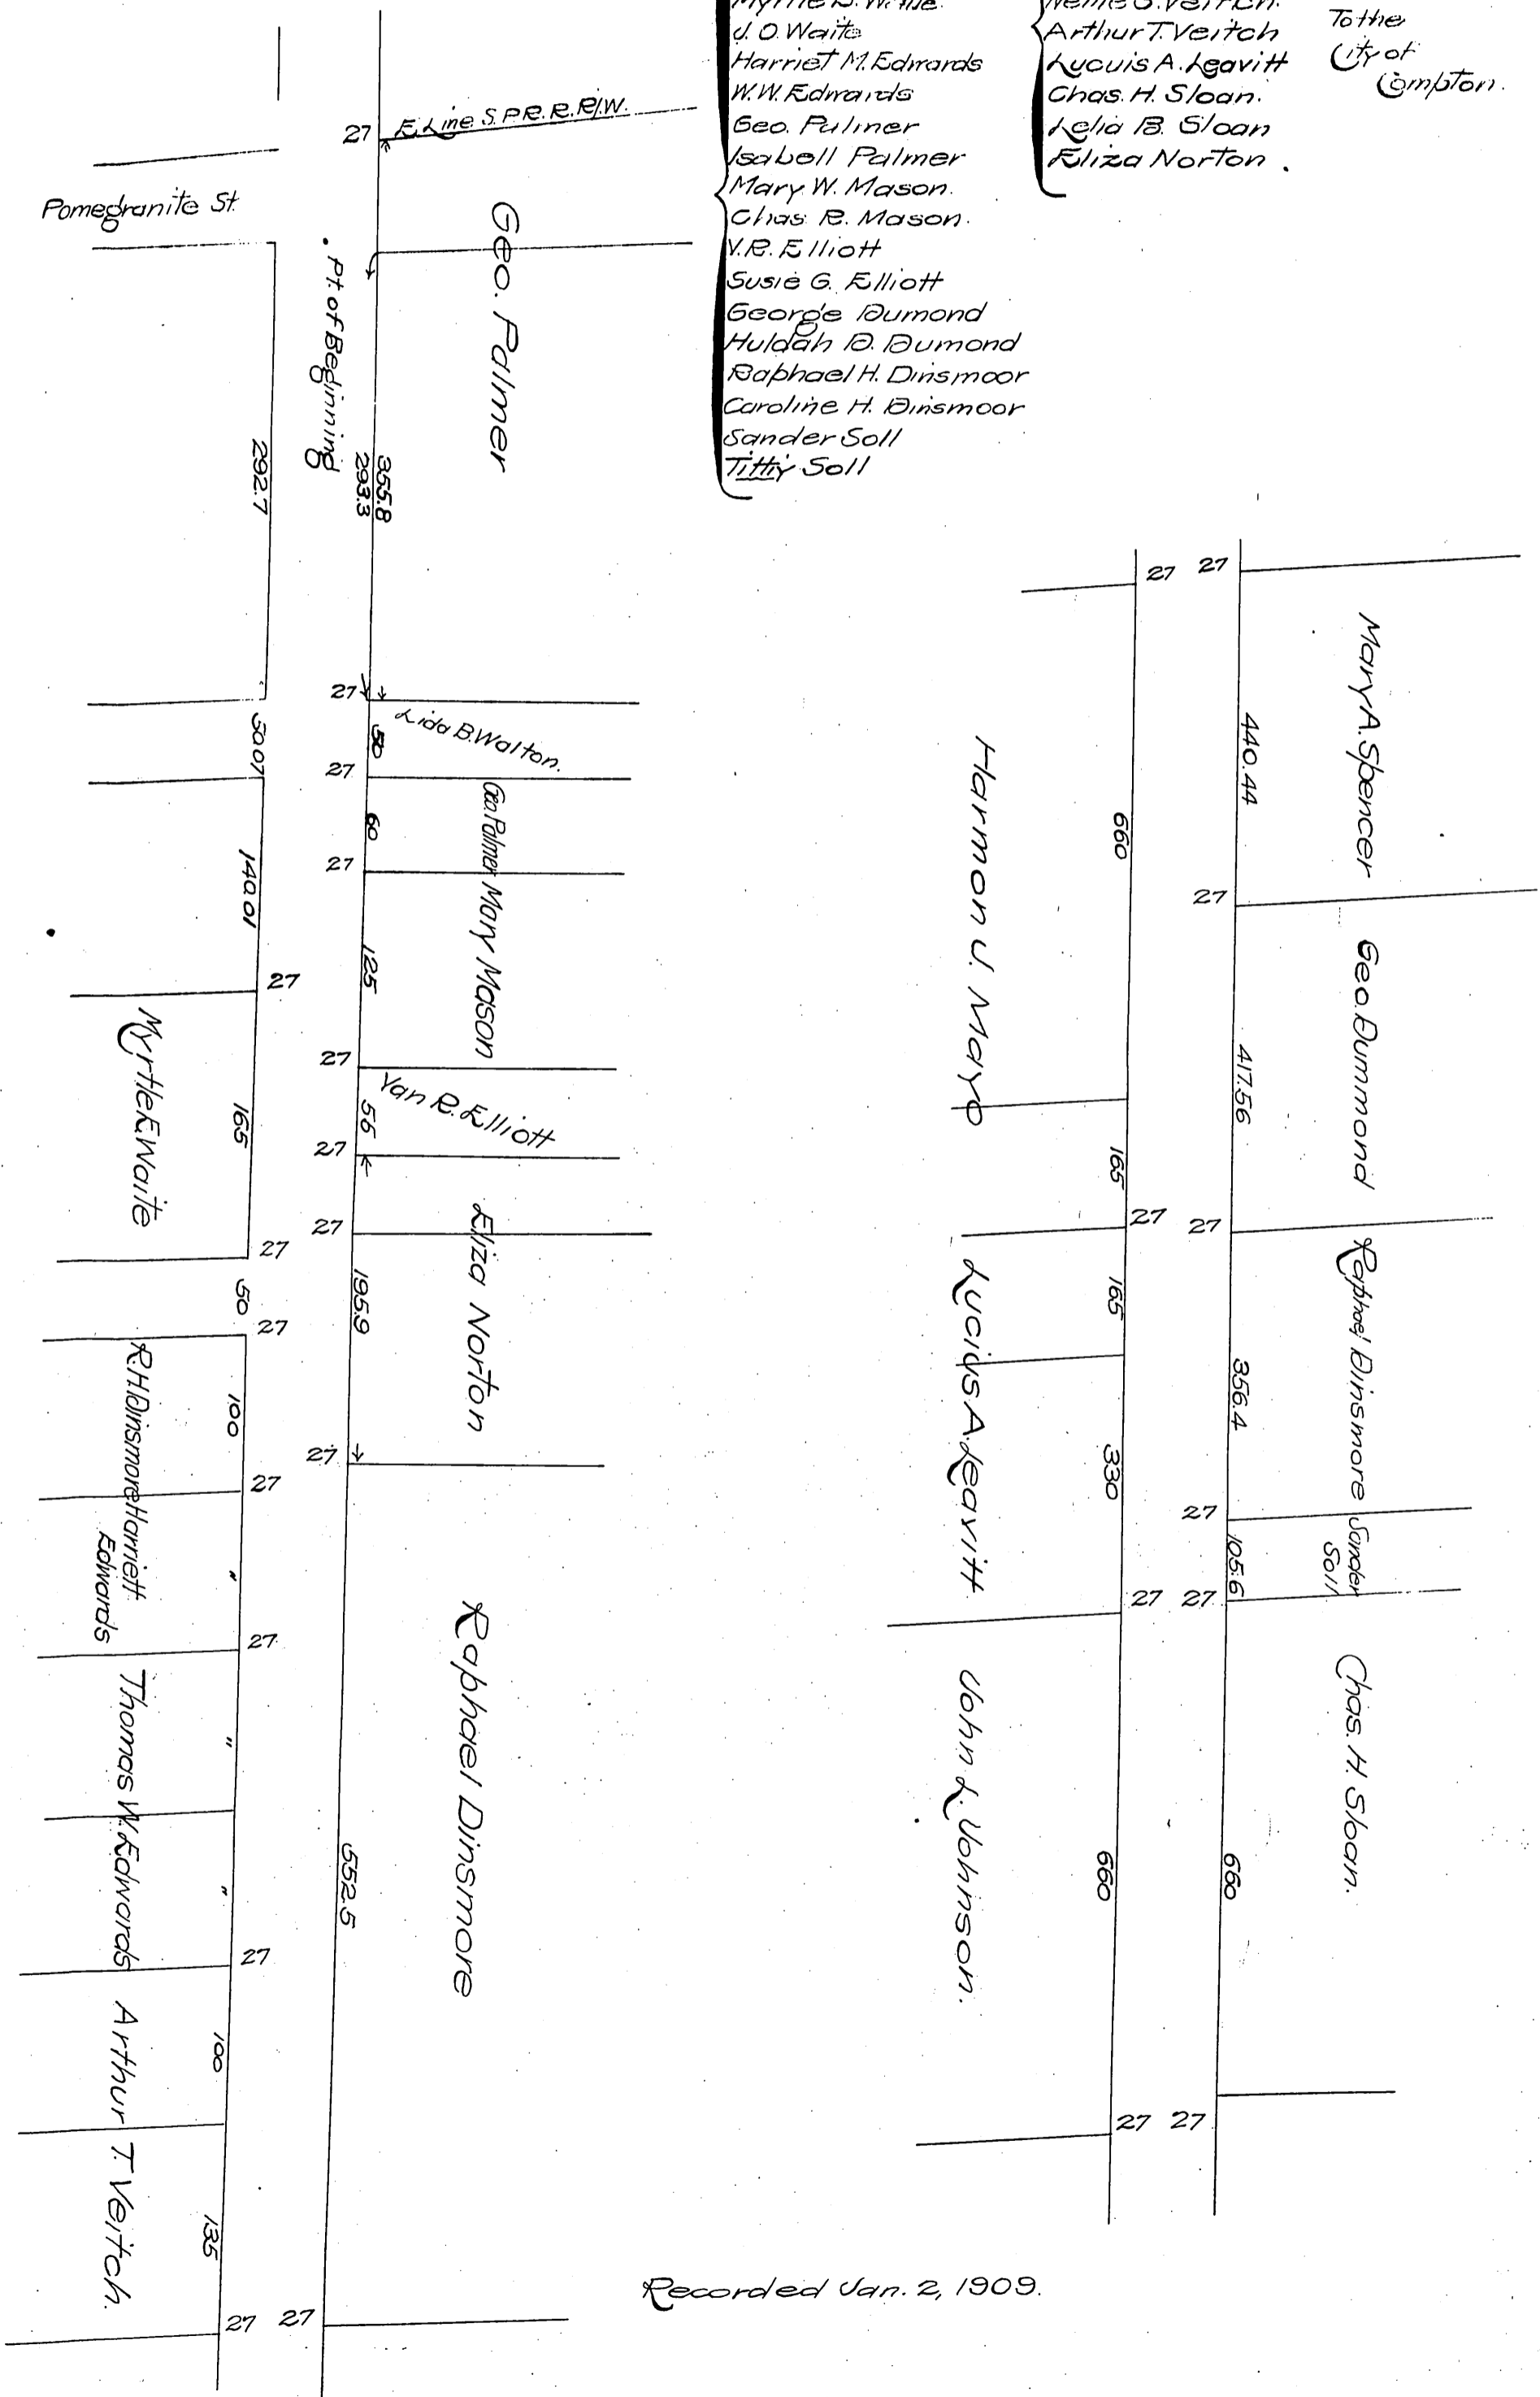 J. O. Waite
Harriet M. Edwards
W.W. Edwards
Geo. Palmer
Isabell Palmer
Mary W. Mason.
Chas. R. Mason.
V.R. Elliott
Susie G. Elliott
George Dumond
Huldah D. Dumond
Raphael H. Dinsmoor
Caroline H. Dinsmoor
Sander Soll
Soll
Arthur T. Veitch
Lucuis A. Leavitt
Chas. H. Sloan.
Lelia B. Sloan
Eliza Norton.
To the
City of
Compton.
27 E. Line S.P.R.R. R/W.
Pomegranite St.
Pt. of Beginning
Geo. Palmer
292.7
355.8
293.3
27
Lida B. Walton.
50.07
50
27
Geo. Palmer
60
27
140.01
Mary Mason
125
27
27
Van R. Elliott
56
27
Myrtle E. Waite
165
27
27
Eliza Norton
195.9
27
50
27
R.H. Dinsmore
100
27
Harriett
Edwards
"
27
Thomas W. Edwards
"
"
27
Raphael Dinsmore
552.5
Arthur T. Veitch.
100
135
27 27
27 27
Mary A. Spencer
440.44
27
Harmon J. Mayo
660
165
Geo. Dummond
417.56
27 27
Lucius A. Leavitt
165
330
Raphael Dinsmore
356.4
27
Sander
Soll
105.6
27 27
John L. Johnson.
660
660
Chas. H. Sloan.
27 27
Recorded Jan. 2, 1909.